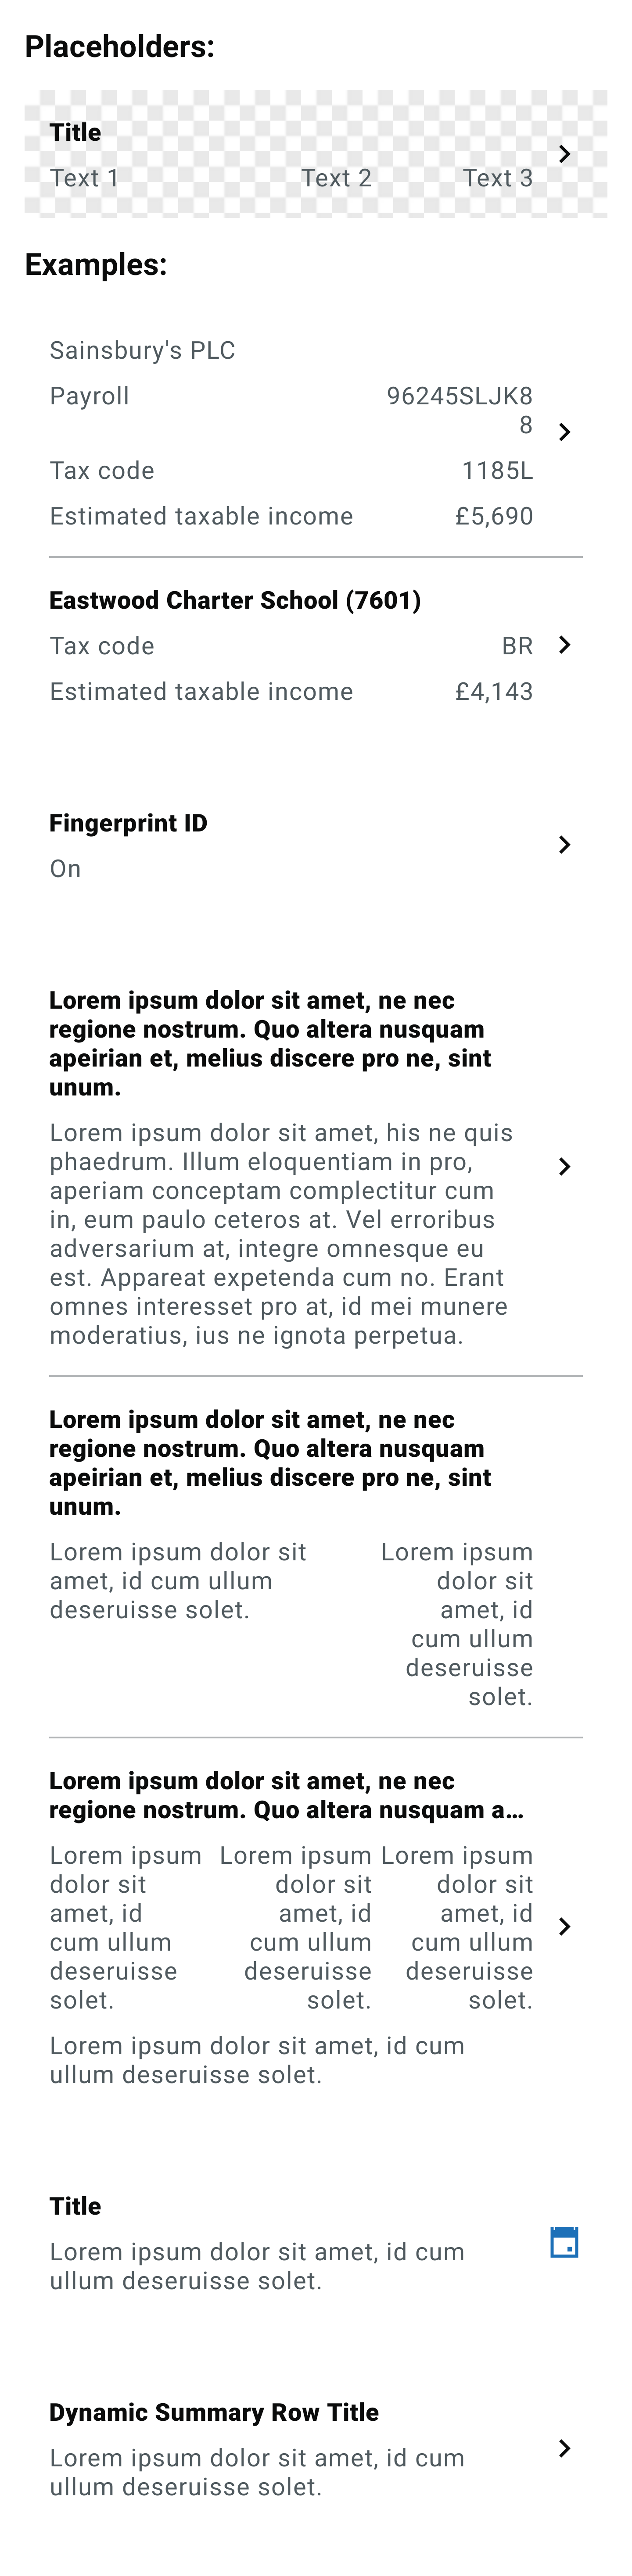 Placeholders:
Title
Text 1 Text 2 Text 3
Examples:
Sainsbury's PLC
Payroll 96245SLJK8
8
Tax code 1185L
Estimated taxable income £5,690
Eastwood Charter School (7601)
Tax code BR
Estimated taxable income £4,143
Fingerprint ID
On
Lorem ipsum dolor sit amet, ne nec
regione nostrum. Quo altera nusquam
apeirian et, melius discere pro ne, sint
unum.
Lorem ipsum dolor sit amet, his ne quis
phaedrum. Illum eloquentiam in pro,
aperiam conceptam complectitur cum
in, eum paulo ceteros at. Vel erroribus
adversarium at, integre omnesque eu
est. Appareat expetenda cum no. Erant
omnes interesset pro at, id mei munere
moderatius, ius ne ignota perpetua.
Lorem ipsum dolor sit amet, ne nec
regione nostrum. Quo altera nusquam
apeirian et, melius discere pro ne, sint
unum.
Lorem ipsum dolor sit
amet, id cum ullum
deseruisse solet.
Lorem ipsum
dolor sit
amet, id
cum ullum
deseruisse
solet.
Lorem ipsum dolor sit amet, ne nec
regione nostrum. Quo altera nusquam a...
Lorem ipsum
dolor sit
amet, id
cum ullum
deseruisse
solet.
Lorem ipsum
dolor sit
amet, id
cum ullum
deseruisse
solet.
Lorem ipsum
dolor sit
amet, id
cum ullum
deseruisse
solet.
Lorem ipsum dolor sit amet, id cum
ullum deseruisse solet.
Title
Lorem ipsum dolor sit amet, id cum
ullum deseruisse solet.
Dynamic Summary Row Title
Lorem ipsum dolor sit amet, id cum
ullum deseruisse solet.